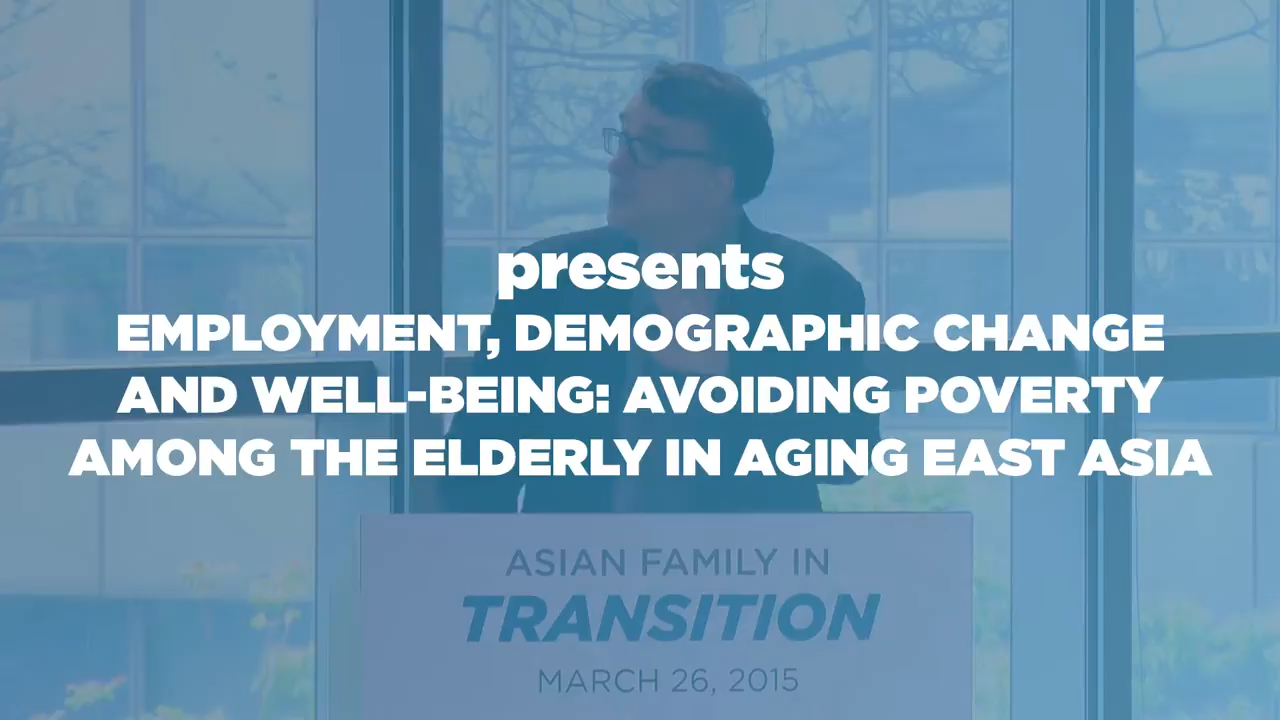 presents
EMPLOYMENT, DEMOGRAPHIC CHANGE
AND WELL-BEING: AVOIDING POVERTY
AMONG THE ELDERLY IN AGING EAST ASIA
ASIAN FAMILY IN
TRANSITION
MARCH 26, 2015